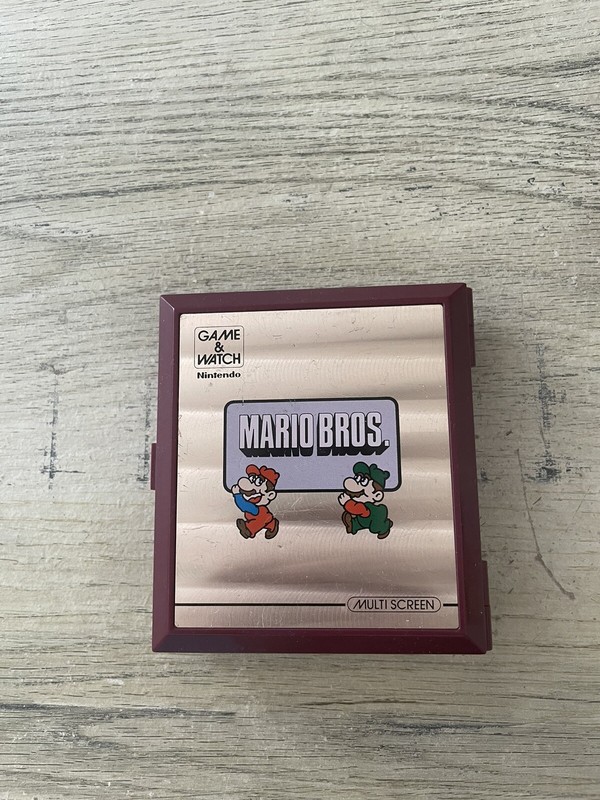 GAME
&
WATCH
Nintendo
MARIO BROS.
MULTI SCREEN